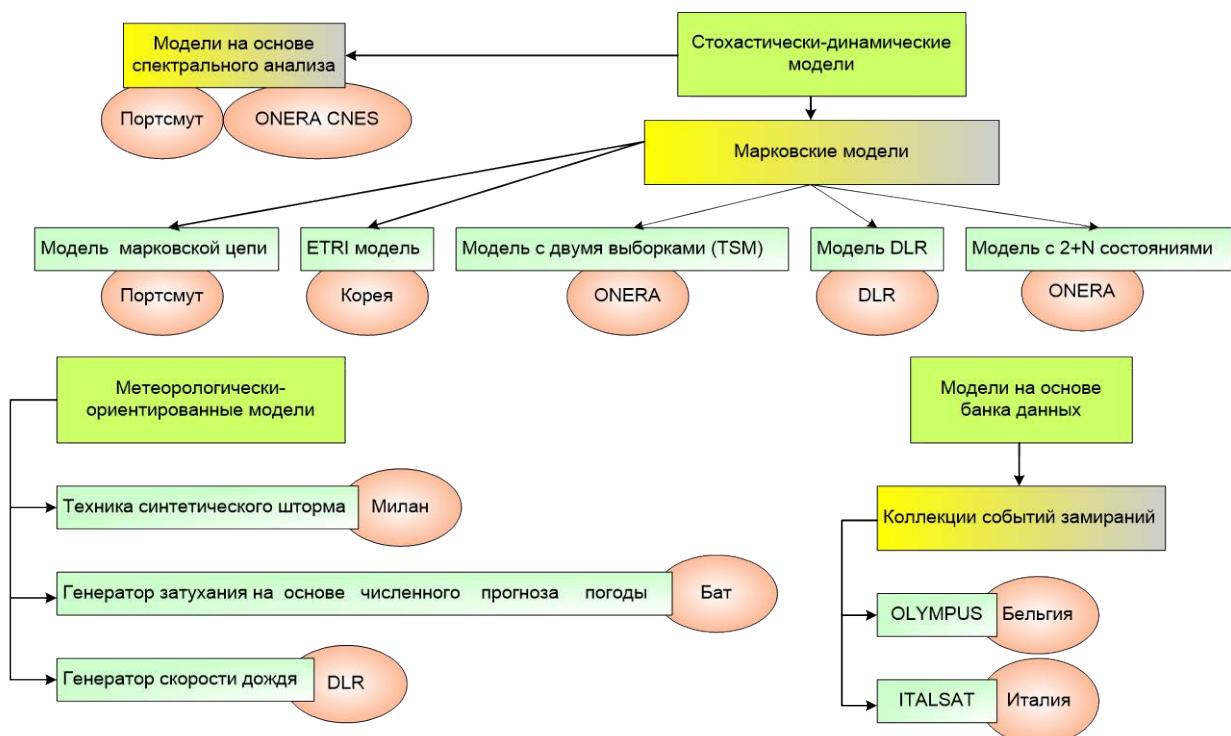 Модели на основе
спектрального анализа
Стохастически-динамические
модели
Портсмут
ONERA CNES
Марковские модели
Модель марковской цепи
ETRI модель
Модель с двумя выборками (TSM)
Модель DLR
Модель с 2+N состояниями
Портсмут
Корея
ONERA
DLR
ONERA
Метеорологически-
ориентированные модели
Модели на основе
банка данных
Техника синтетического шторма
Милан
Коллекции событий замираний
Генератор затухания на основе численного прогноза погоды
Бат
OLYMPUS
Бельгия
Генератор скорости дождя
DLR
ITALSAT
Италия